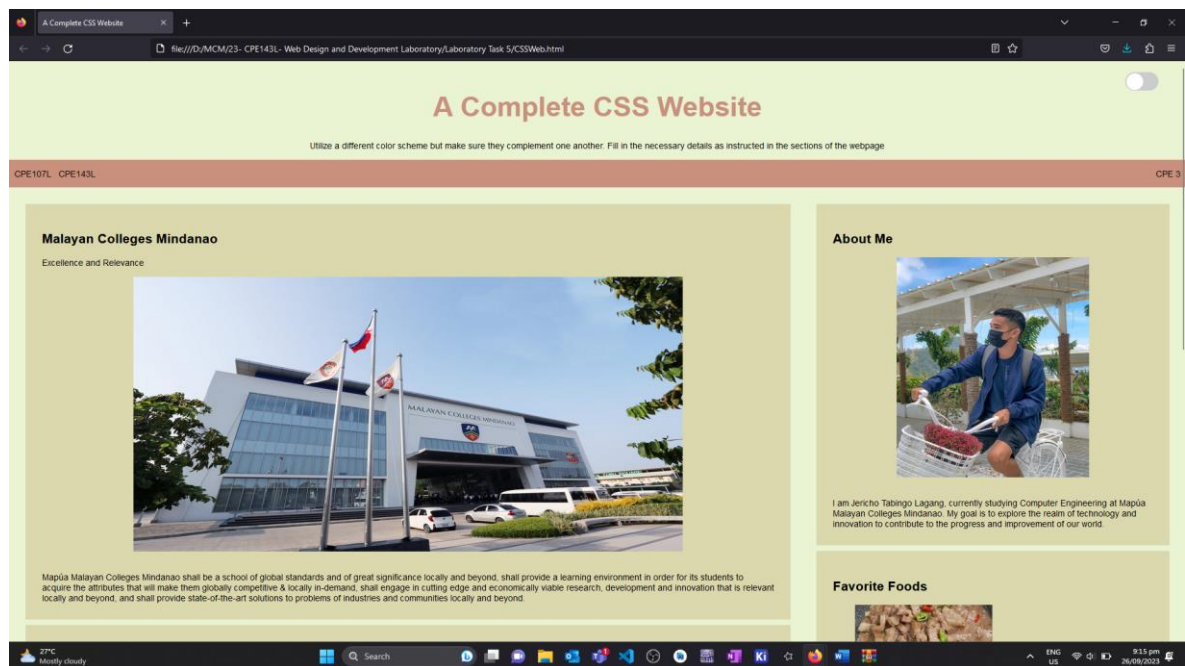 A Complete CSS Website
file:///D:/MCM/23- CPE143L- Web Design and Development Laboratory/Laboratory Task 5/CSSWeb.html
A Complete CSS Website
Utilize a different color scheme but make sure they complement one another. Fill in the necessary details as instructed in the sections of the webpage
CPE107L CPE143L CPE 3
Malayan Colleges Mindanao
Excellence and Relevance
MALAYAN COLLEGES MINDANAO
Mapúa Malayan Colleges Mindanao shall be a school of global standards and of great significance locally and beyond, shall provide a learning environment in order for its students to
acquire the attributes that will make them globally competitive & locally in-demand, shall engage in cutting edge and economically viable research, development and innovation that is relevant
locally and beyond, and shall provide state-of-the-art solutions to problems of industries and communities locally and beyond.
About Me
I am Jericho Tabingo Lagang, currently studying Computer Engineering at Mapúa
Malayan Colleges Mindanao. My goal is to explore the realm of technology and
innovation to contribute to the progress and improvement of our world.
Favorite Foods
27°C
Mostly cloudy
Search
ENG
US
9:15 pm
26/09/2023